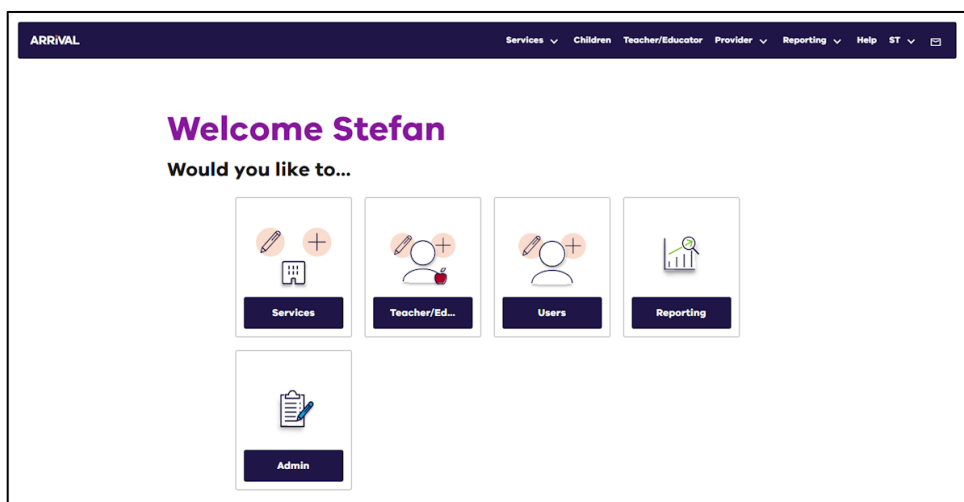 ARRiVAL Services Children Teacher/Educator Provider Reporting Help ST
Welcome Stefan
Would you like to...
Services Teacher/Ed... Users Reporting
Admin